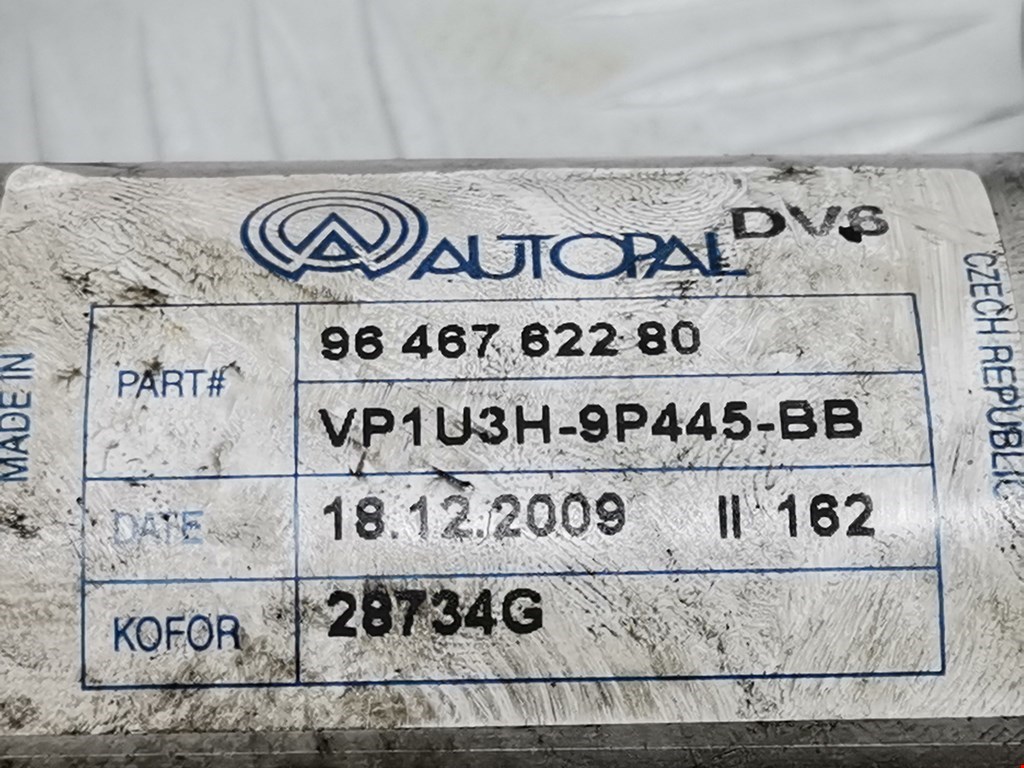 AUTOPAL DV6
MADE IN
CZECH REPUBLIC
PART#
96 467 622 80
VP1U3H-9P445-BB
DATE
18.12.2009 II 162
KOFOR
28734G